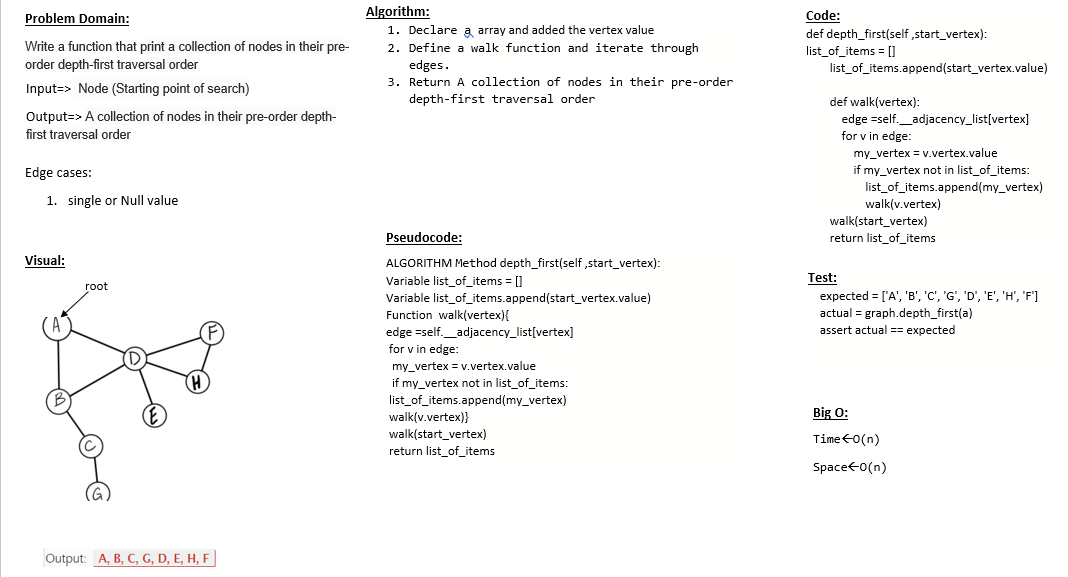 Problem Domain:
Write a function that print a collection of nodes in their pre-
order depth-first traversal order
Input=> Node (Starting point of search)
Output=> A collection of nodes in their pre-order depth-
first traversal order
Edge cases:
1. single or Null value
Visual:
root
A
F
D
H
B
E
C
G
Output: A, B, C, G, D, E, H, F
Algorithm:
1. Declare a array and added the vertex value
2. Define a walk function and iterate through
edges.
3. Return A collection of nodes in their pre-order
depth-first traversal order
Pseudocode:
ALGORITHM Method depth_first(self ,start_vertex):
Variable list_of_items = []
Variable list_of_items.append(start_vertex.value)
Function walk(vertex){
edge =self.__adjacency_list[vertex]
for v in edge:
my_vertex = v.vertex.value
if my_vertex not in list_of_items:
list_of_items.append(my_vertex)
walk(v.vertex)}
walk(start_vertex)
return list_of_items
Code:
def depth_first(self ,start_vertex):
list_of_items = []
list_of_items.append(start_vertex.value)
def walk(vertex):
edge =self.__adjacency_list[vertex]
for v in edge:
my_vertex = v.vertex.value
if my_vertex not in list_of_items:
list_of_items.append(my_vertex)
walk(v.vertex)
walk(start_vertex)
return list_of_items
Test:
expected = ['A', 'B', 'C', 'G', 'D', 'E', 'H', 'F']
actual = graph.depth_first(a)
assert actual == expected
Big O:
Time←O(n)
Space←O(n)